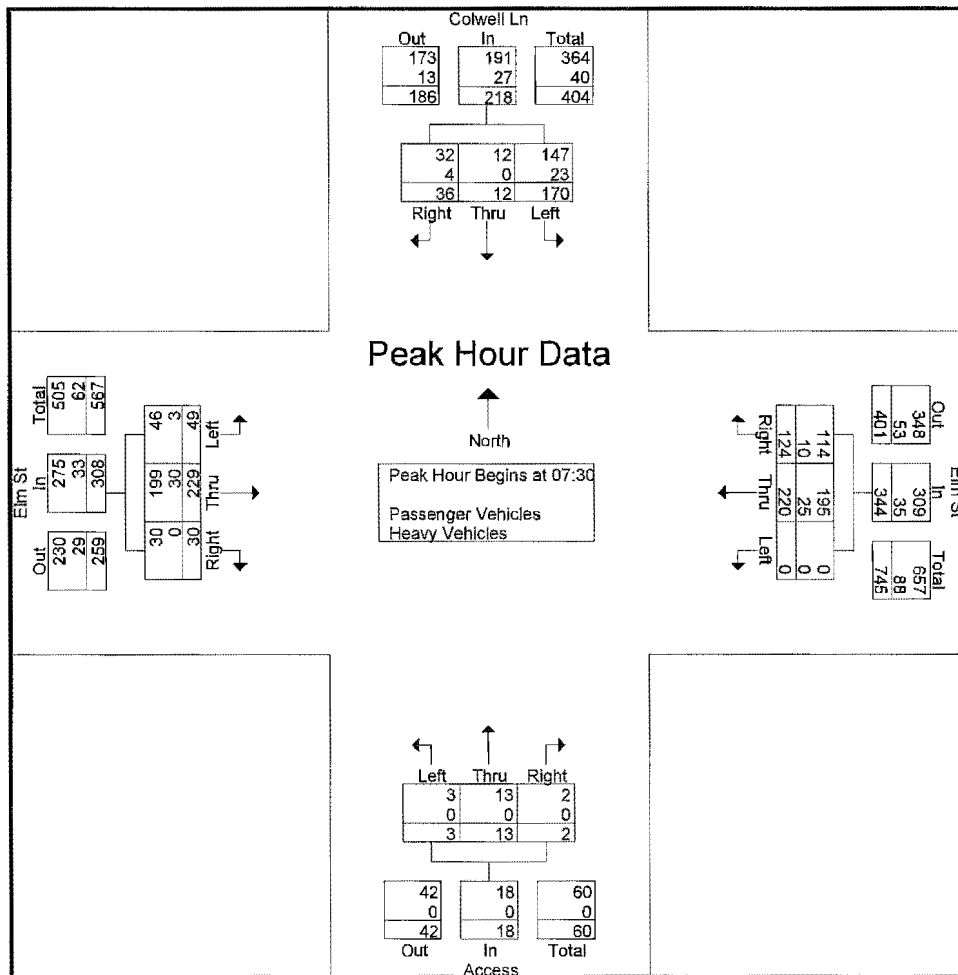 Colwell Ln
Out In Total
173 191 364
13 27 40
186 218 404
32 12 147
4 0 23
36 12 170
Right Thru Left
Peak Hour Data
North
Peak Hour Begins at 07:30
Passenger Vehicles
Heavy Vehicles
Elm St
Total In Out
505 275 230
62 33 29
567 308 259
46 199 30
3 30 0
49 229 30
Left Thru Right
Elm St
Out In Total
348 309 657
53 35 88
401 344 745
114 195 0
10 25 0
124 220 0
Right Thru Left
Left Thru Right
3 13 2
0 0 0
3 13 2
42 18 60
0 0 0
42 18 60
Out In Total
Access